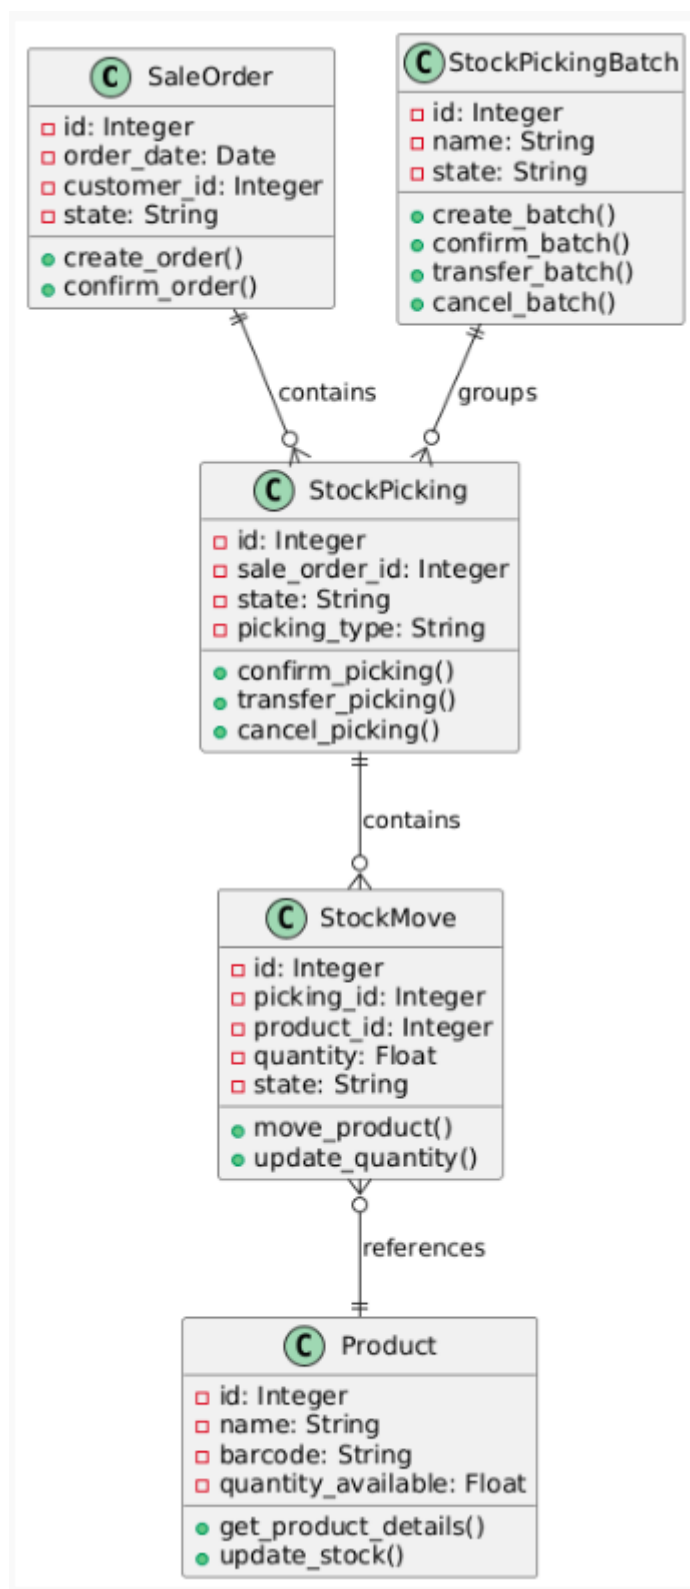 C SaleOrder
id: Integer
order_date: Date
customer_id: Integer
state: String
create_order()
confirm_order()
C StockPickingBatch
id: Integer
name: String
state: String
create_batch()
confirm_batch()
transfer_batch()
cancel_batch()
contains
groups
C StockPicking
id: Integer
sale_order_id: Integer
state: String
picking_type: String
confirm_picking()
transfer_picking()
cancel_picking()
contains
C StockMove
id: Integer
picking_id: Integer
product_id: Integer
quantity: Float
state: String
move_product()
update_quantity()
references
C Product
id: Integer
name: String
barcode: String
quantity_available: Float
get_product_details()
update_stock()